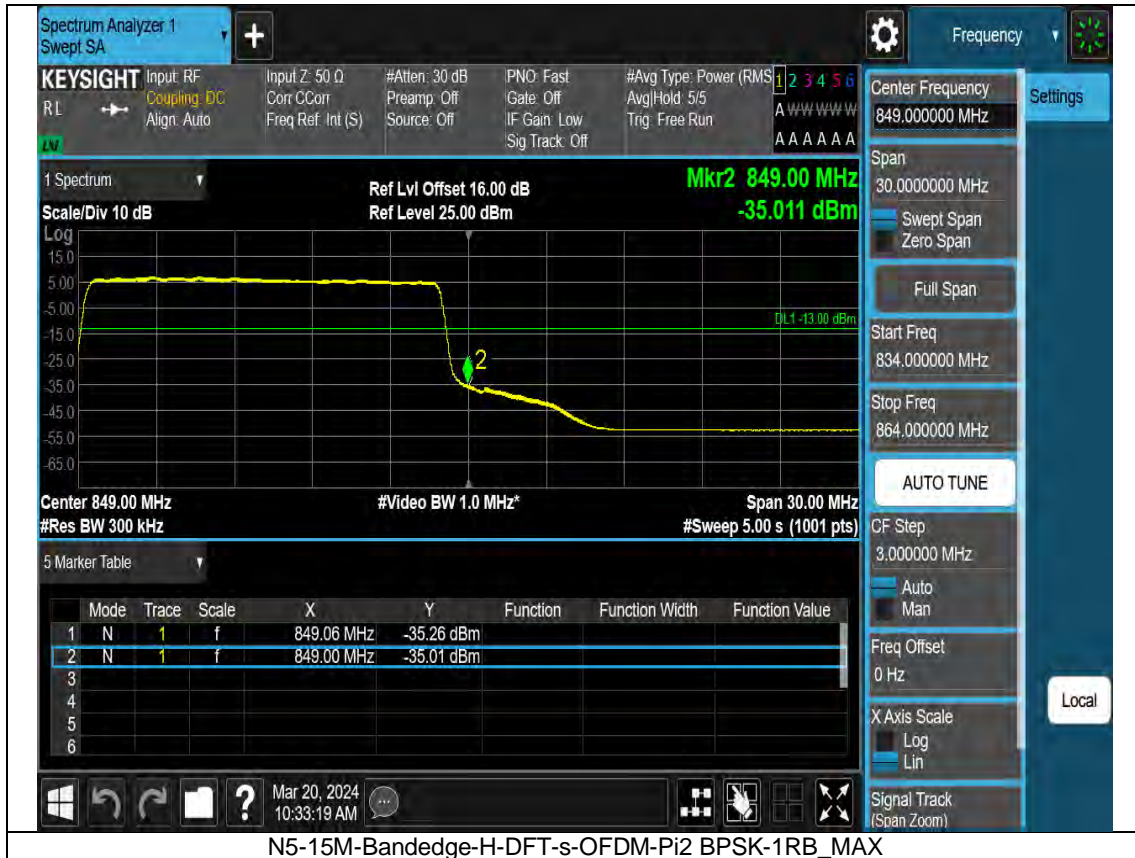 Spectrum Analyzer 1
Swept SA
+
Frequency
KEYSIGHT
RL
Input: RF
Coupling: DC
Align: Auto
Input Z: 50 Ω
Corr CCorr
Freq Ref: Int (S)
#Atten: 30 dB
Preamp: Off
Source: Off
PNO: Fast
Gate: Off
IF Gain: Low
Sig Track: Off
#Avg Type: Power (RMS
Avg|Hold: 5/5
Trig: Free Run
1 2 3 4 5 6
A W W W W W
A A A A A A
Center Frequency
849.000000 MHz
Settings
1 Spectrum
Scale/Div 10 dB
Ref Lvl Offset 16.00 dB
Ref Level 25.00 dBm
Mkr2 849.00 MHz
-35.011 dBm
Log
15.0
5.00
-5.00
-15.0
-25.0
-35.0
-45.0
-55.0
-65.0
DL1 -13.00 dBm
2
Center 849.00 MHz
#Res BW 300 kHz
#Video BW 1.0 MHz*
Span 30.00 MHz
#Sweep 5.00 s (1001 pts)
Span
30.0000000 MHz
Swept Span
Zero Span
Full Span
Start Freq
834.000000 MHz
Stop Freq
864.000000 MHz
AUTO TUNE
CF Step
3.000000 MHz
Auto
Man
Freq Offset
0 Hz
X Axis Scale
Log
Lin
Signal Track
(Span Zoom)
Local
5 Marker Table
Mode Trace Scale X Y Function Function Width Function Value
1 N 1 f 849.06 MHz -35.26 dBm
2 N 1 f 849.00 MHz -35.01 dBm
3
4
5
6
?
Mar 20, 2024
10:33:19 AM
N5-15M-Bandedge-H-DFT-s-OFDM-Pi2 BPSK-1RB_MAX